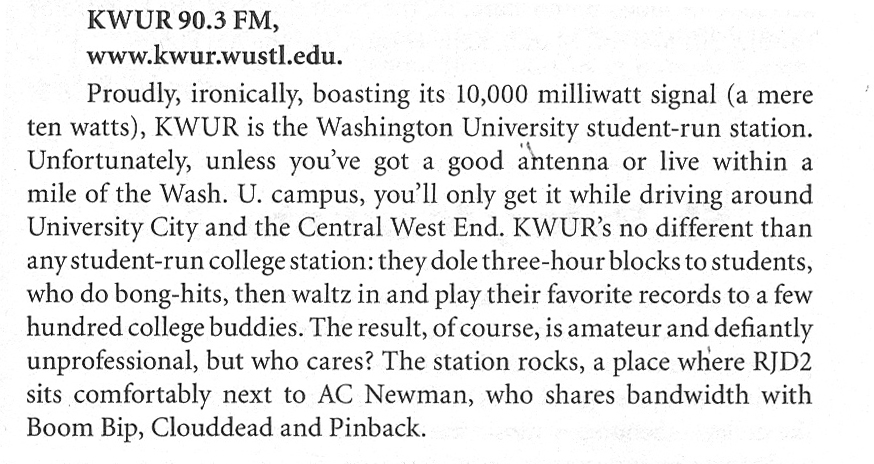 KWUR 90.3 FM,
www.kwur.wustl.edu.
Proudly, ironically, boasting its 10,000 milliwatt signal (a mere
ten watts), KWUR is the Washington University student-run station.
Unfortunately, unless you've got a good antenna or live within a
mile of the Wash. U. campus, you'll only get it while driving around
University City and the Central West End. KWUR's no different than
any student-run college station: they dole three-hour blocks to students,
who do bong-hits, then waltz in and play their favorite records to a few
hundred college buddies. The result, of course, is amateur and defiantly
unprofessional, but who cares? The station rocks, a place where RJD2
sits comfortably next to AC Newman, who shares bandwidth with
Boom Bip, Clouddead and Pinback.